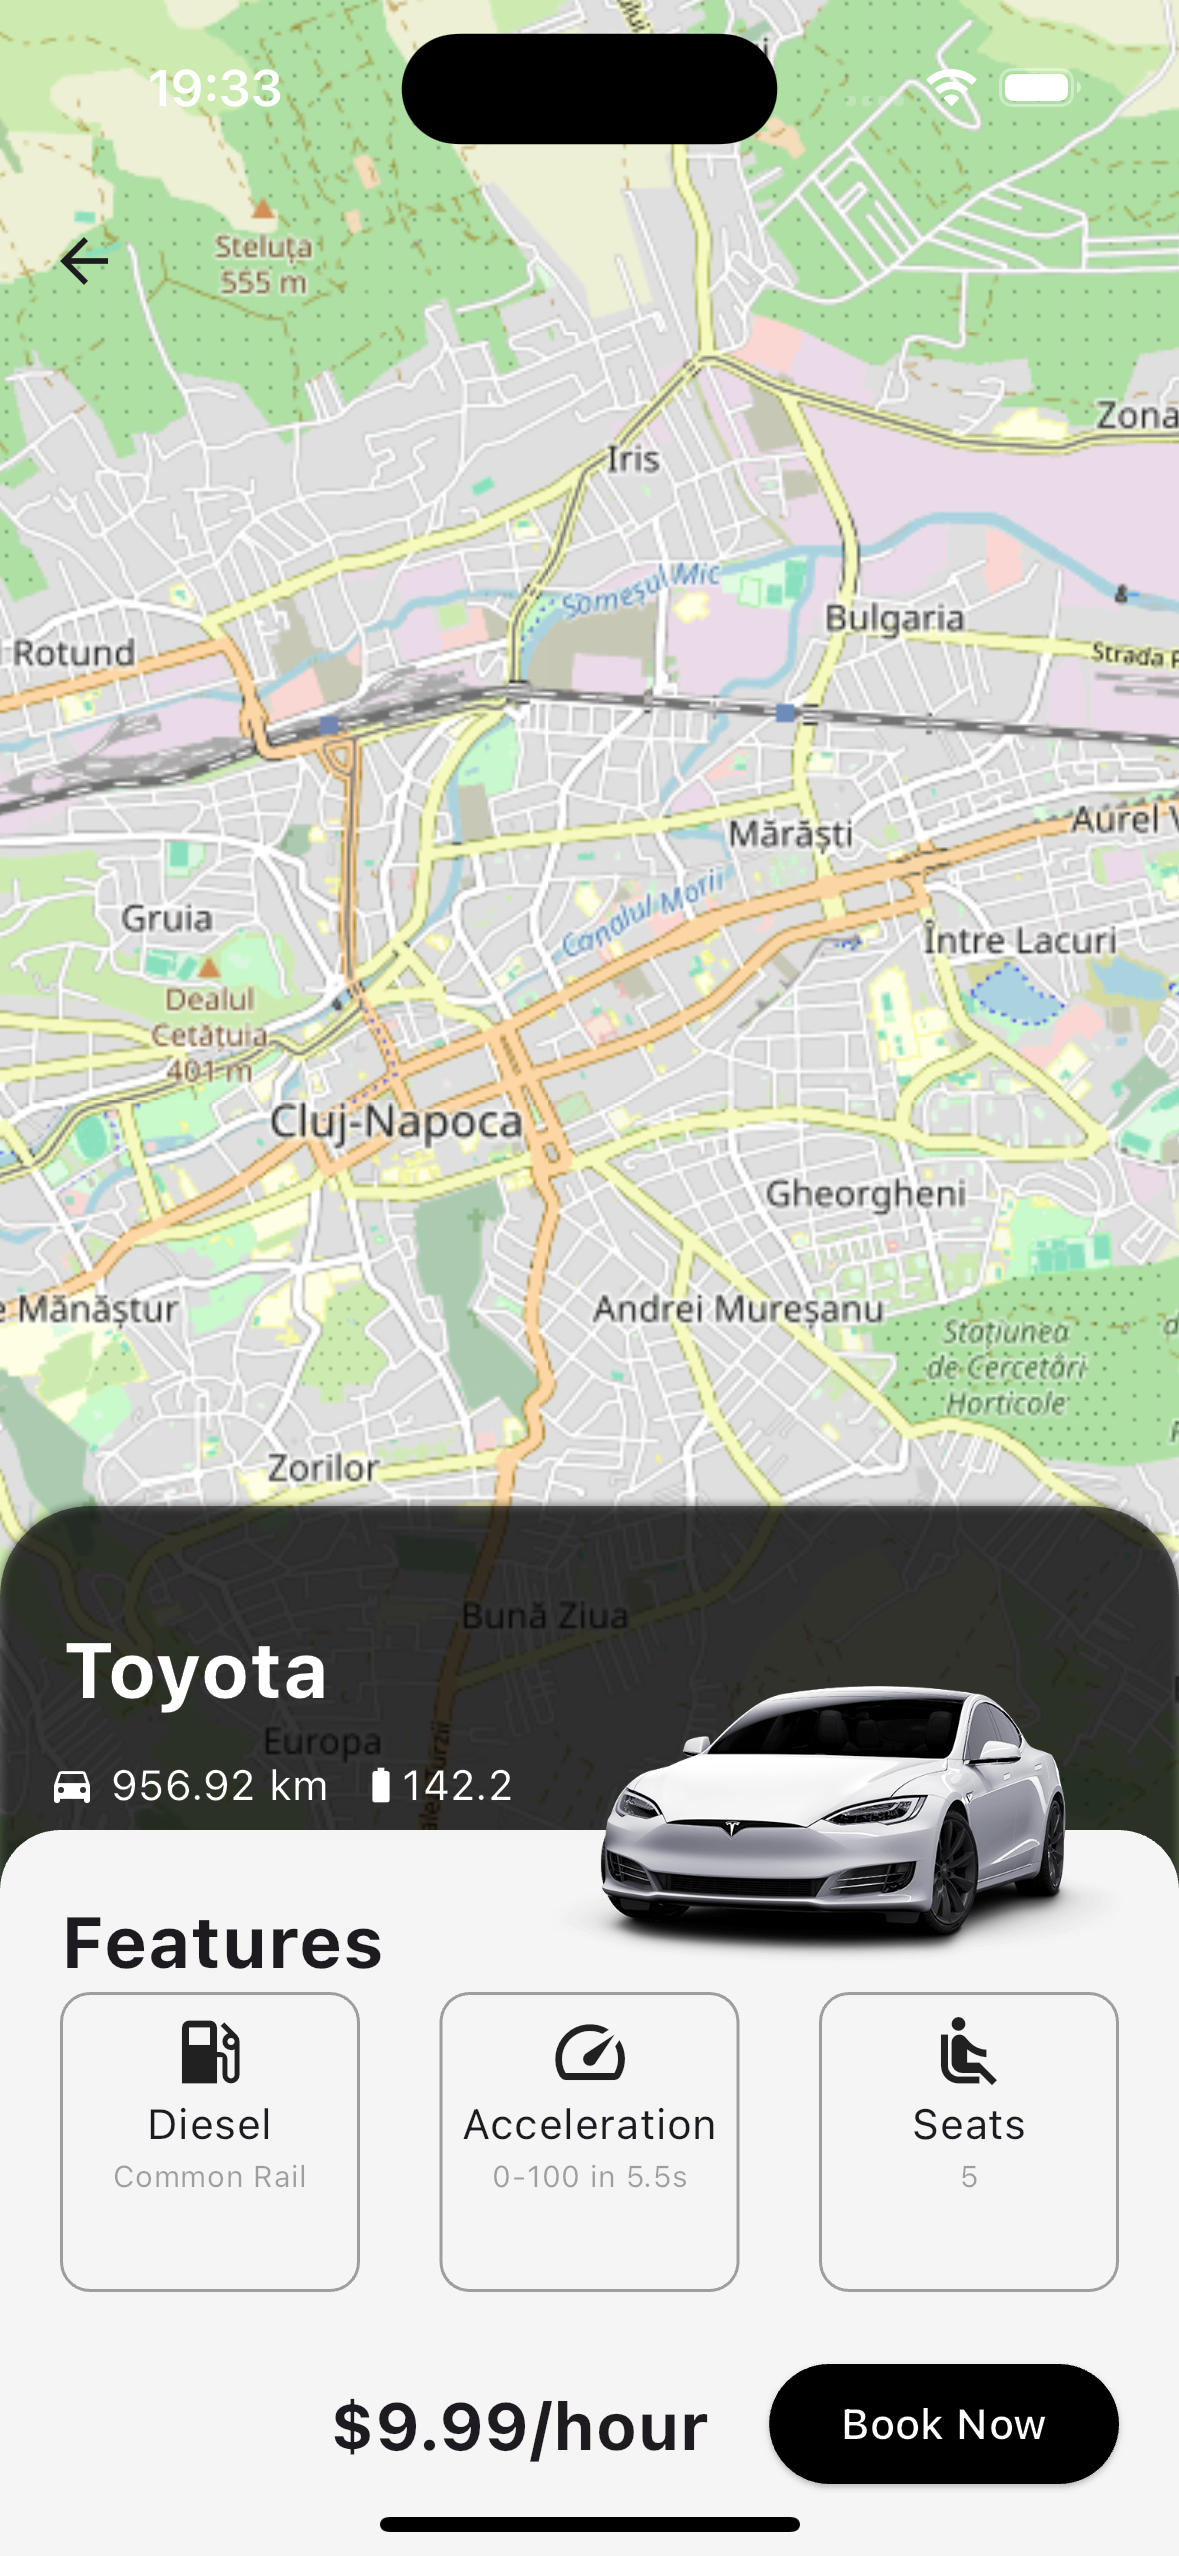 19:33
Steluța
555 m
Zona
Iris
Someșul Mic
Bulgaria
Rotund
Strada
Mărăști
Aurel V
Canalul Morii
Gruia
Între Lacuri
Dealul
Cetățuia
401 m
Cluj-Napoca
Gheorgheni
e Mănăștur
Andrei Mureșanu
Stațiunea
de Cercetări
Horticole
Zorilor
Bună Ziua
Toyota
Europa
956.92 km 142.2
Features
Diesel
Common Rail
Acceleration
0-100 in 5.5s
Seats
5
$9.99/hour
Book Now